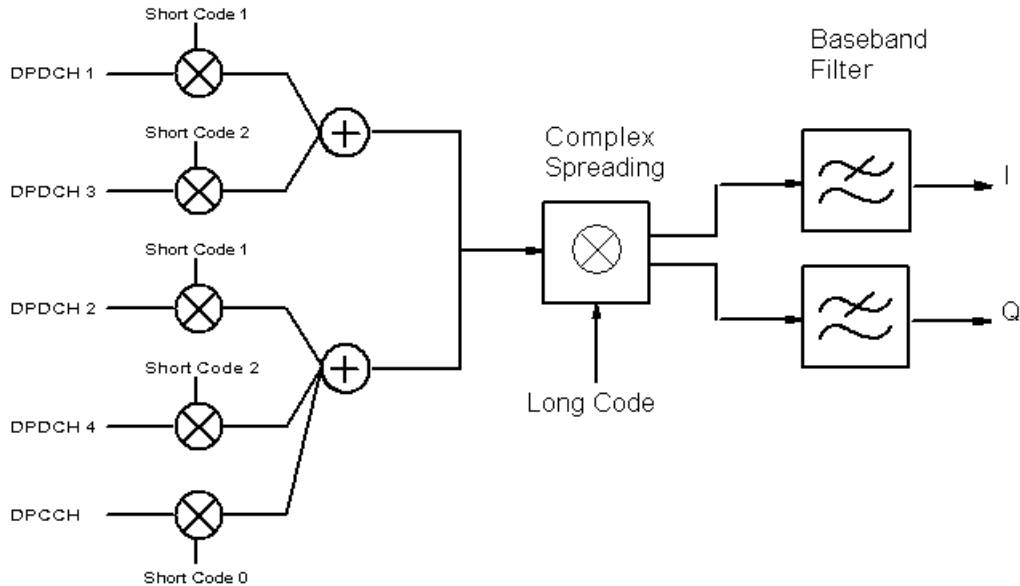 Short Code 1
DPDCH 1
Short Code 2
DPDCH 3
Short Code 1
DPDCH 2
Short Code 2
DPDCH 4
DPCCH
Short Code 0
Complex
Spreading
Long Code
Baseband
Filter
I
Q